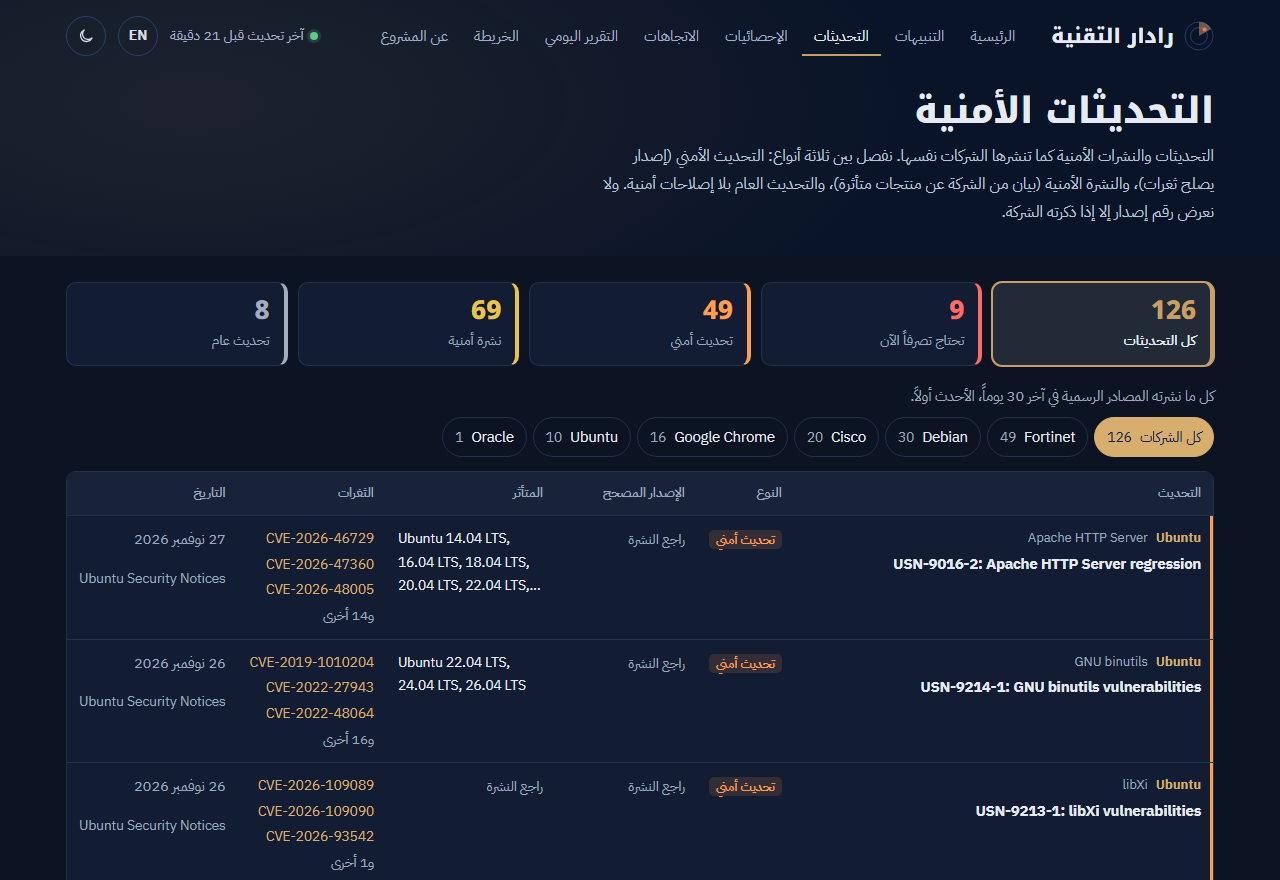 رادار التقنية
الرئيسية
التنبيهات
التحديثات
الإحصائيات
الاتجاهات
التقرير اليومي
الخريطة
عن المشروع
آخر تحديث قبل 21 دقيقة
EN
التحديثات الأمنية
التحديثات والنشرات الأمنية كما تنشرها الشركات نفسها. نفصل بين ثلاثة أنواع: التحديث الأمني (إصدار
يصلح ثغرات)، والنشرة الأمنية (بيان من الشركة عن منتجات متأثرة)، والتحديث العام بلا إصلاحات أمنية. ولا
نعرض رقم إصدار إلا إذا ذكرته الشركة.
126
كل التحديثات
9
تحتاج تصرفاً الآن
49
تحديث أمني
69
نشرة أمنية
8
تحديث عام
كل ما نشرته المصادر الرسمية في آخر 30 يوماً، الأحدث أولاً.
كل الشركات 126
Fortinet 49
Debian 30
Cisco 20
Google Chrome 16
Ubuntu 10
Oracle 1
التحديث
النوع
الإصدار المصحح
المتأثر
الثغرات
التاريخ
Ubuntu Apache HTTP Server
USN-9016-2: Apache HTTP Server regression
تحديث أمني
راجع النشرة
Ubuntu 14.04 LTS,
16.04 LTS, 18.04 LTS,
20.04 LTS, 22.04 LTS,...
CVE-2026-46729
CVE-2026-47360
CVE-2026-48005
و14 أخرى
27 نوفمبر 2026
Ubuntu Security Notices
Ubuntu GNU binutils
USN-9214-1: GNU binutils vulnerabilities
تحديث أمني
راجع النشرة
Ubuntu 22.04 LTS,
24.04 LTS, 26.04 LTS
CVE-2019-1010204
CVE-2022-27943
CVE-2022-48064
و16 أخرى
26 نوفمبر 2026
Ubuntu Security Notices
Ubuntu libXi
USN-9213-1: libXi vulnerabilities
تحديث أمني
راجع النشرة
راجع النشرة
CVE-2026-109089
CVE-2026-109090
CVE-2026-93542
و1 أخرى
26 نوفمبر 2026
Ubuntu Security Notices